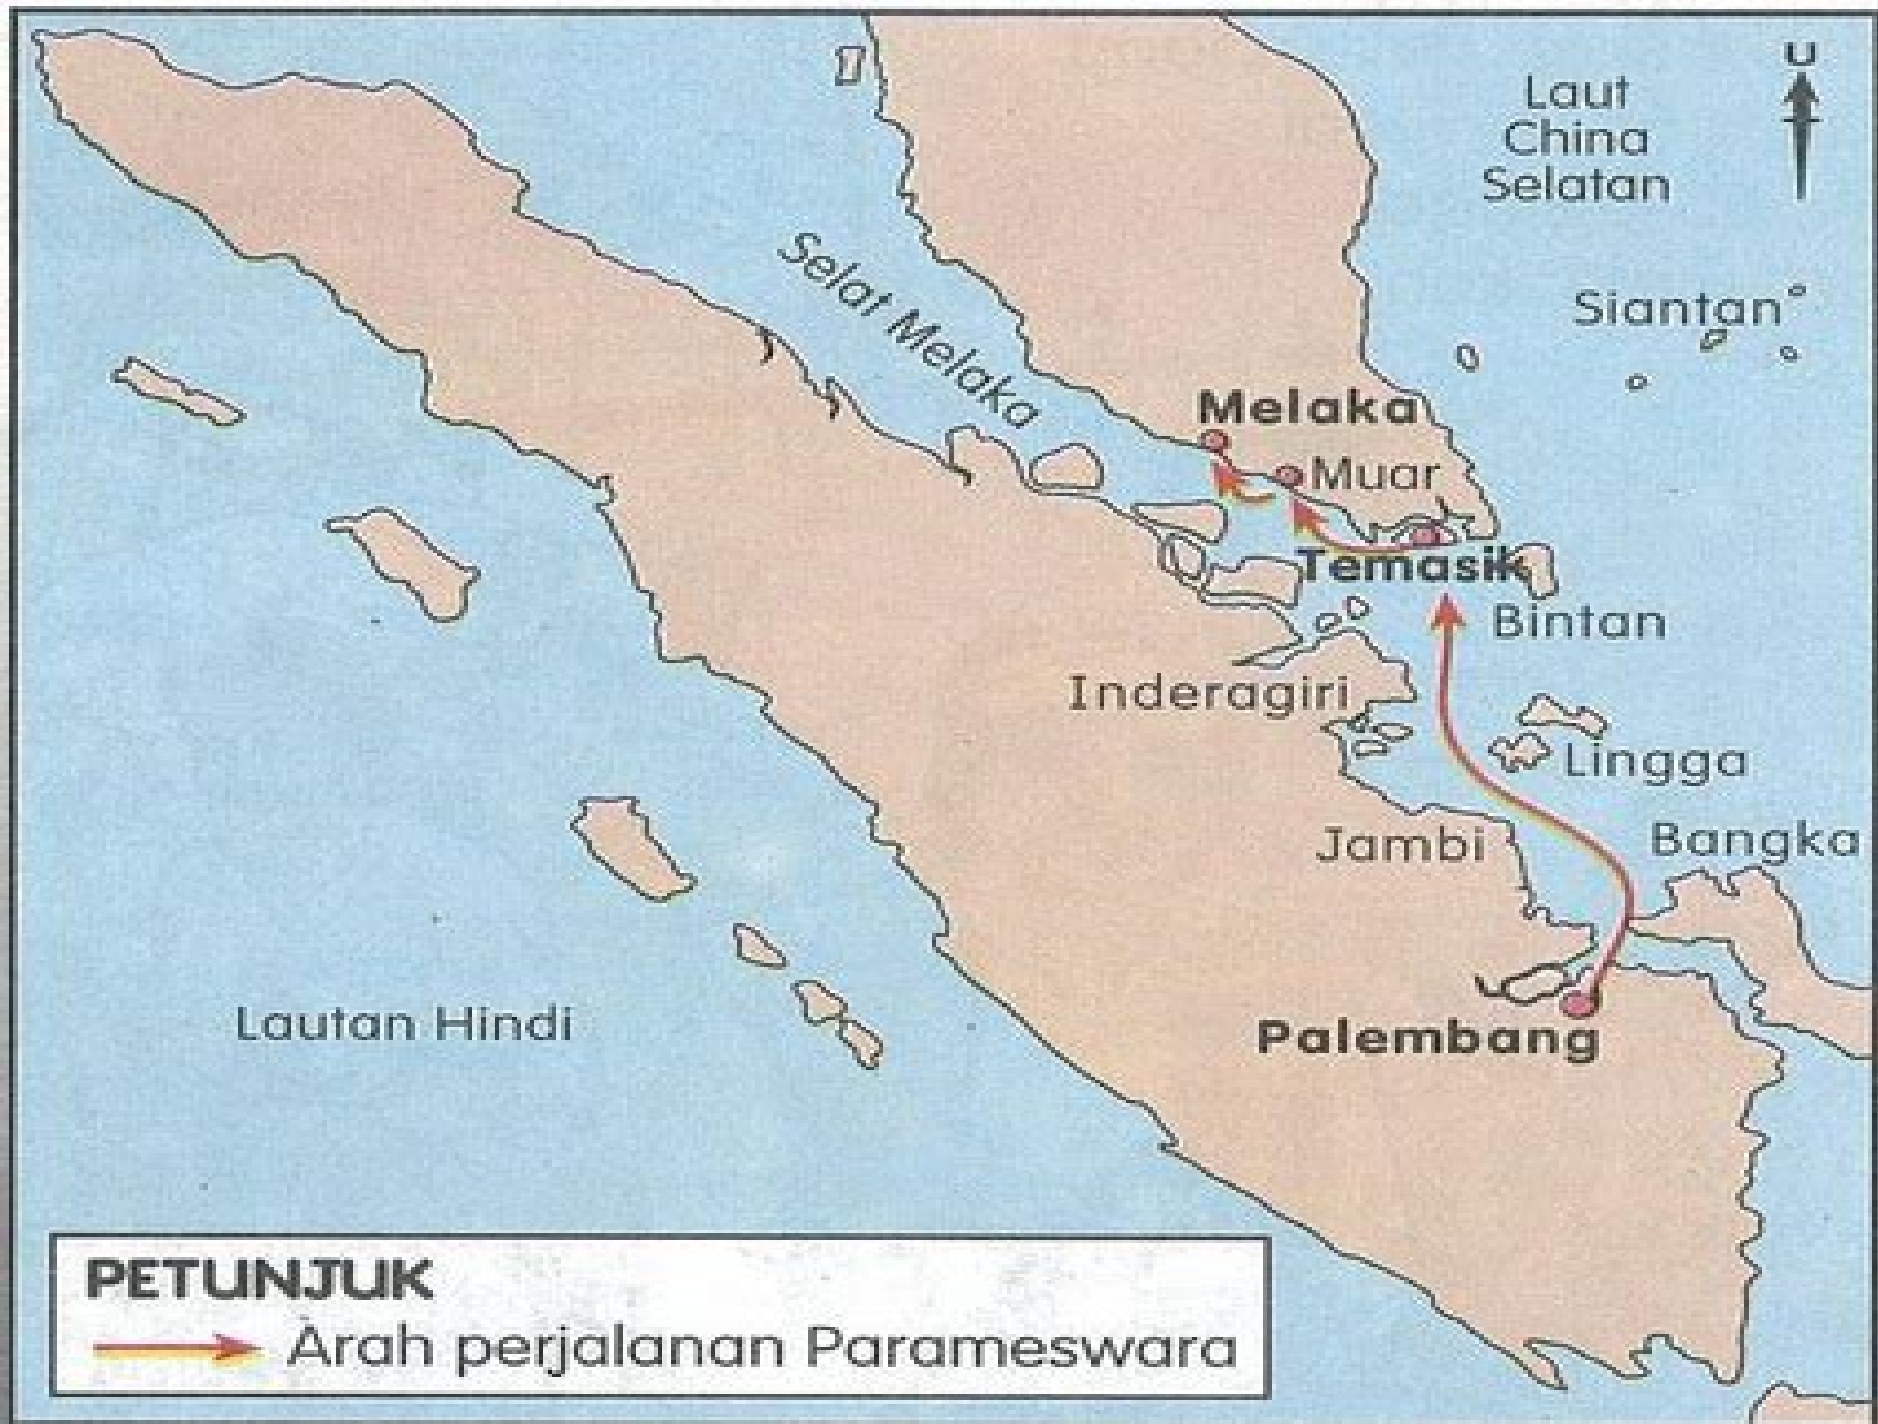 U
Laut
China
Selatan
Selat Melaka
Siantan
Melaka
Muar
Temasik
Bintan
Inderagiri
Lingga
Jambi
Bangka
Palembang
Lautan Hindi
PETUNJUK
Arah perjalanan Parameswara